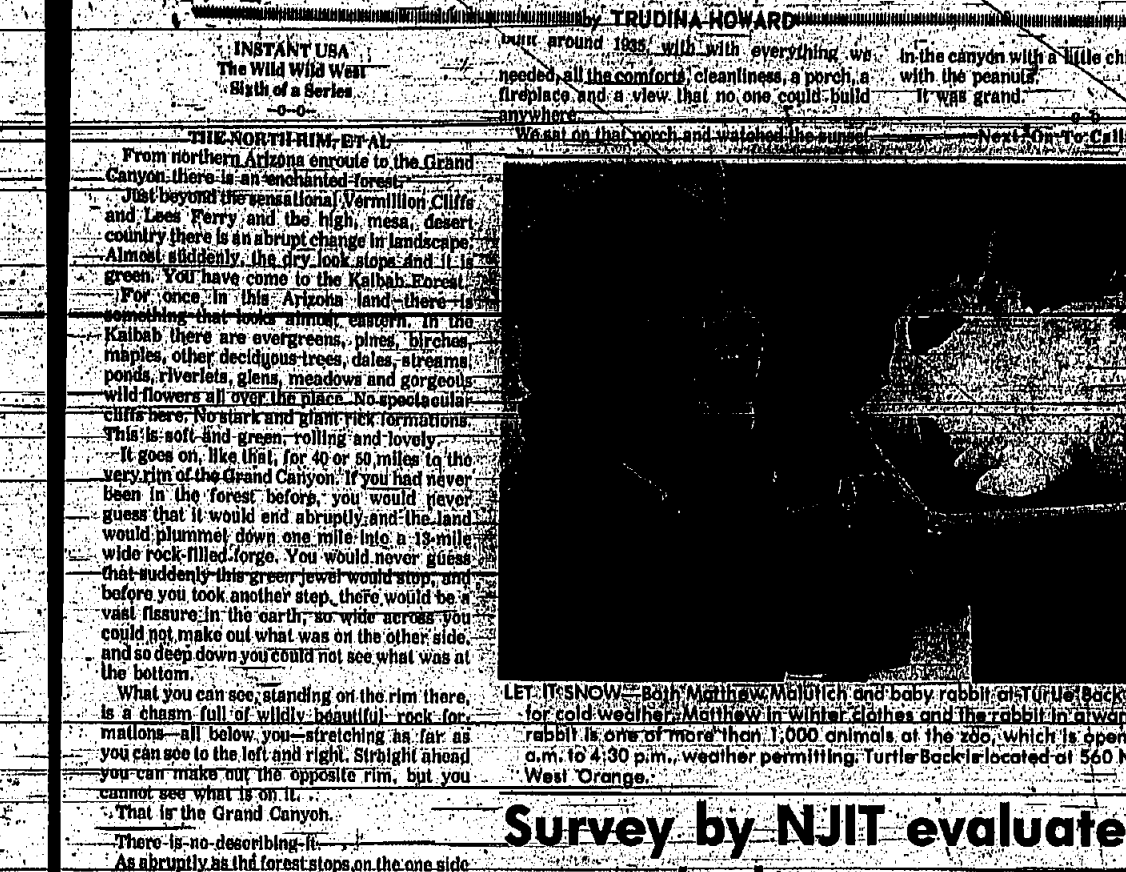 by TRUDINA HOWARD
INSTANT USA
The Wild Wild West
Sixth of a Series
—o—o—
THE NORTH RIM, ET AL
From northern Arizona enroute to the Grand
Canyon there is an enchanted forest.
Just beyond the sensational Vermillion Cliffs
and Lees Ferry and the high, mesa, desert
country there is an abrupt change in landscape.
Almost suddenly, the dry look stops and it is
green. You have come to the Kaibab Forest.
For once, in this Arizona land there is
something that looks almost eastern. In the
Kaibab there are evergreens, pines, birches,
maples, other deciduous trees, dales, streams,
ponds, riverlets, glens, meadows and gorgeous
wild flowers all over the place. No spectacular
cliffs here. No stark and giant rick formations.
This is soft and green, rolling and lovely.
It goes on, like that, for 40 or 50 miles to the
very rim of the Grand Canyon. If you had never
been in the forest before, you would never
guess that it would end abruptly and the land
would plummet down one mile into a 13-mile
wide rock-filled forge. You would never guess
that suddenly this green jewel would stop, and
before you took another step, there would be a
vast fissure in the earth, so wide across you
could not make out what was on the other side,
and so deep down you could not see what was at
the bottom.
What you can see, standing on the rim there,
is a chasm full of wildly beautiful rock for-
mations—all below you—stretching as far as
you can see to the left and right. Straight ahead
you can make out the opposite rim, but you
cannot see what is on it.
That is the Grand Canyon.
There is no describing it.
As abruptly as the forest stops on the one side
built around 1935, with with everything we
needed, all the comforts, cleanliness, a porch, a
fireplace and a view that no one could build
anywhere.
We sat on that porch and watched the sunset
in the canyon with a little chi
with the peanuts.
It was grand.
Next: On To Cali
LET IT SNOW—Both Matthew Malutich and baby rabbit at Turtle Back
for cold weather. Matthew in winter clothes and the rabbit in a war
rabbit is one of more than 1,000 animals at the zoo, which is open
a.m. to 4:30 p.m., weather permitting. Turtle Back is located at 560 N
West Orange.
Survey by NJIT evaluate